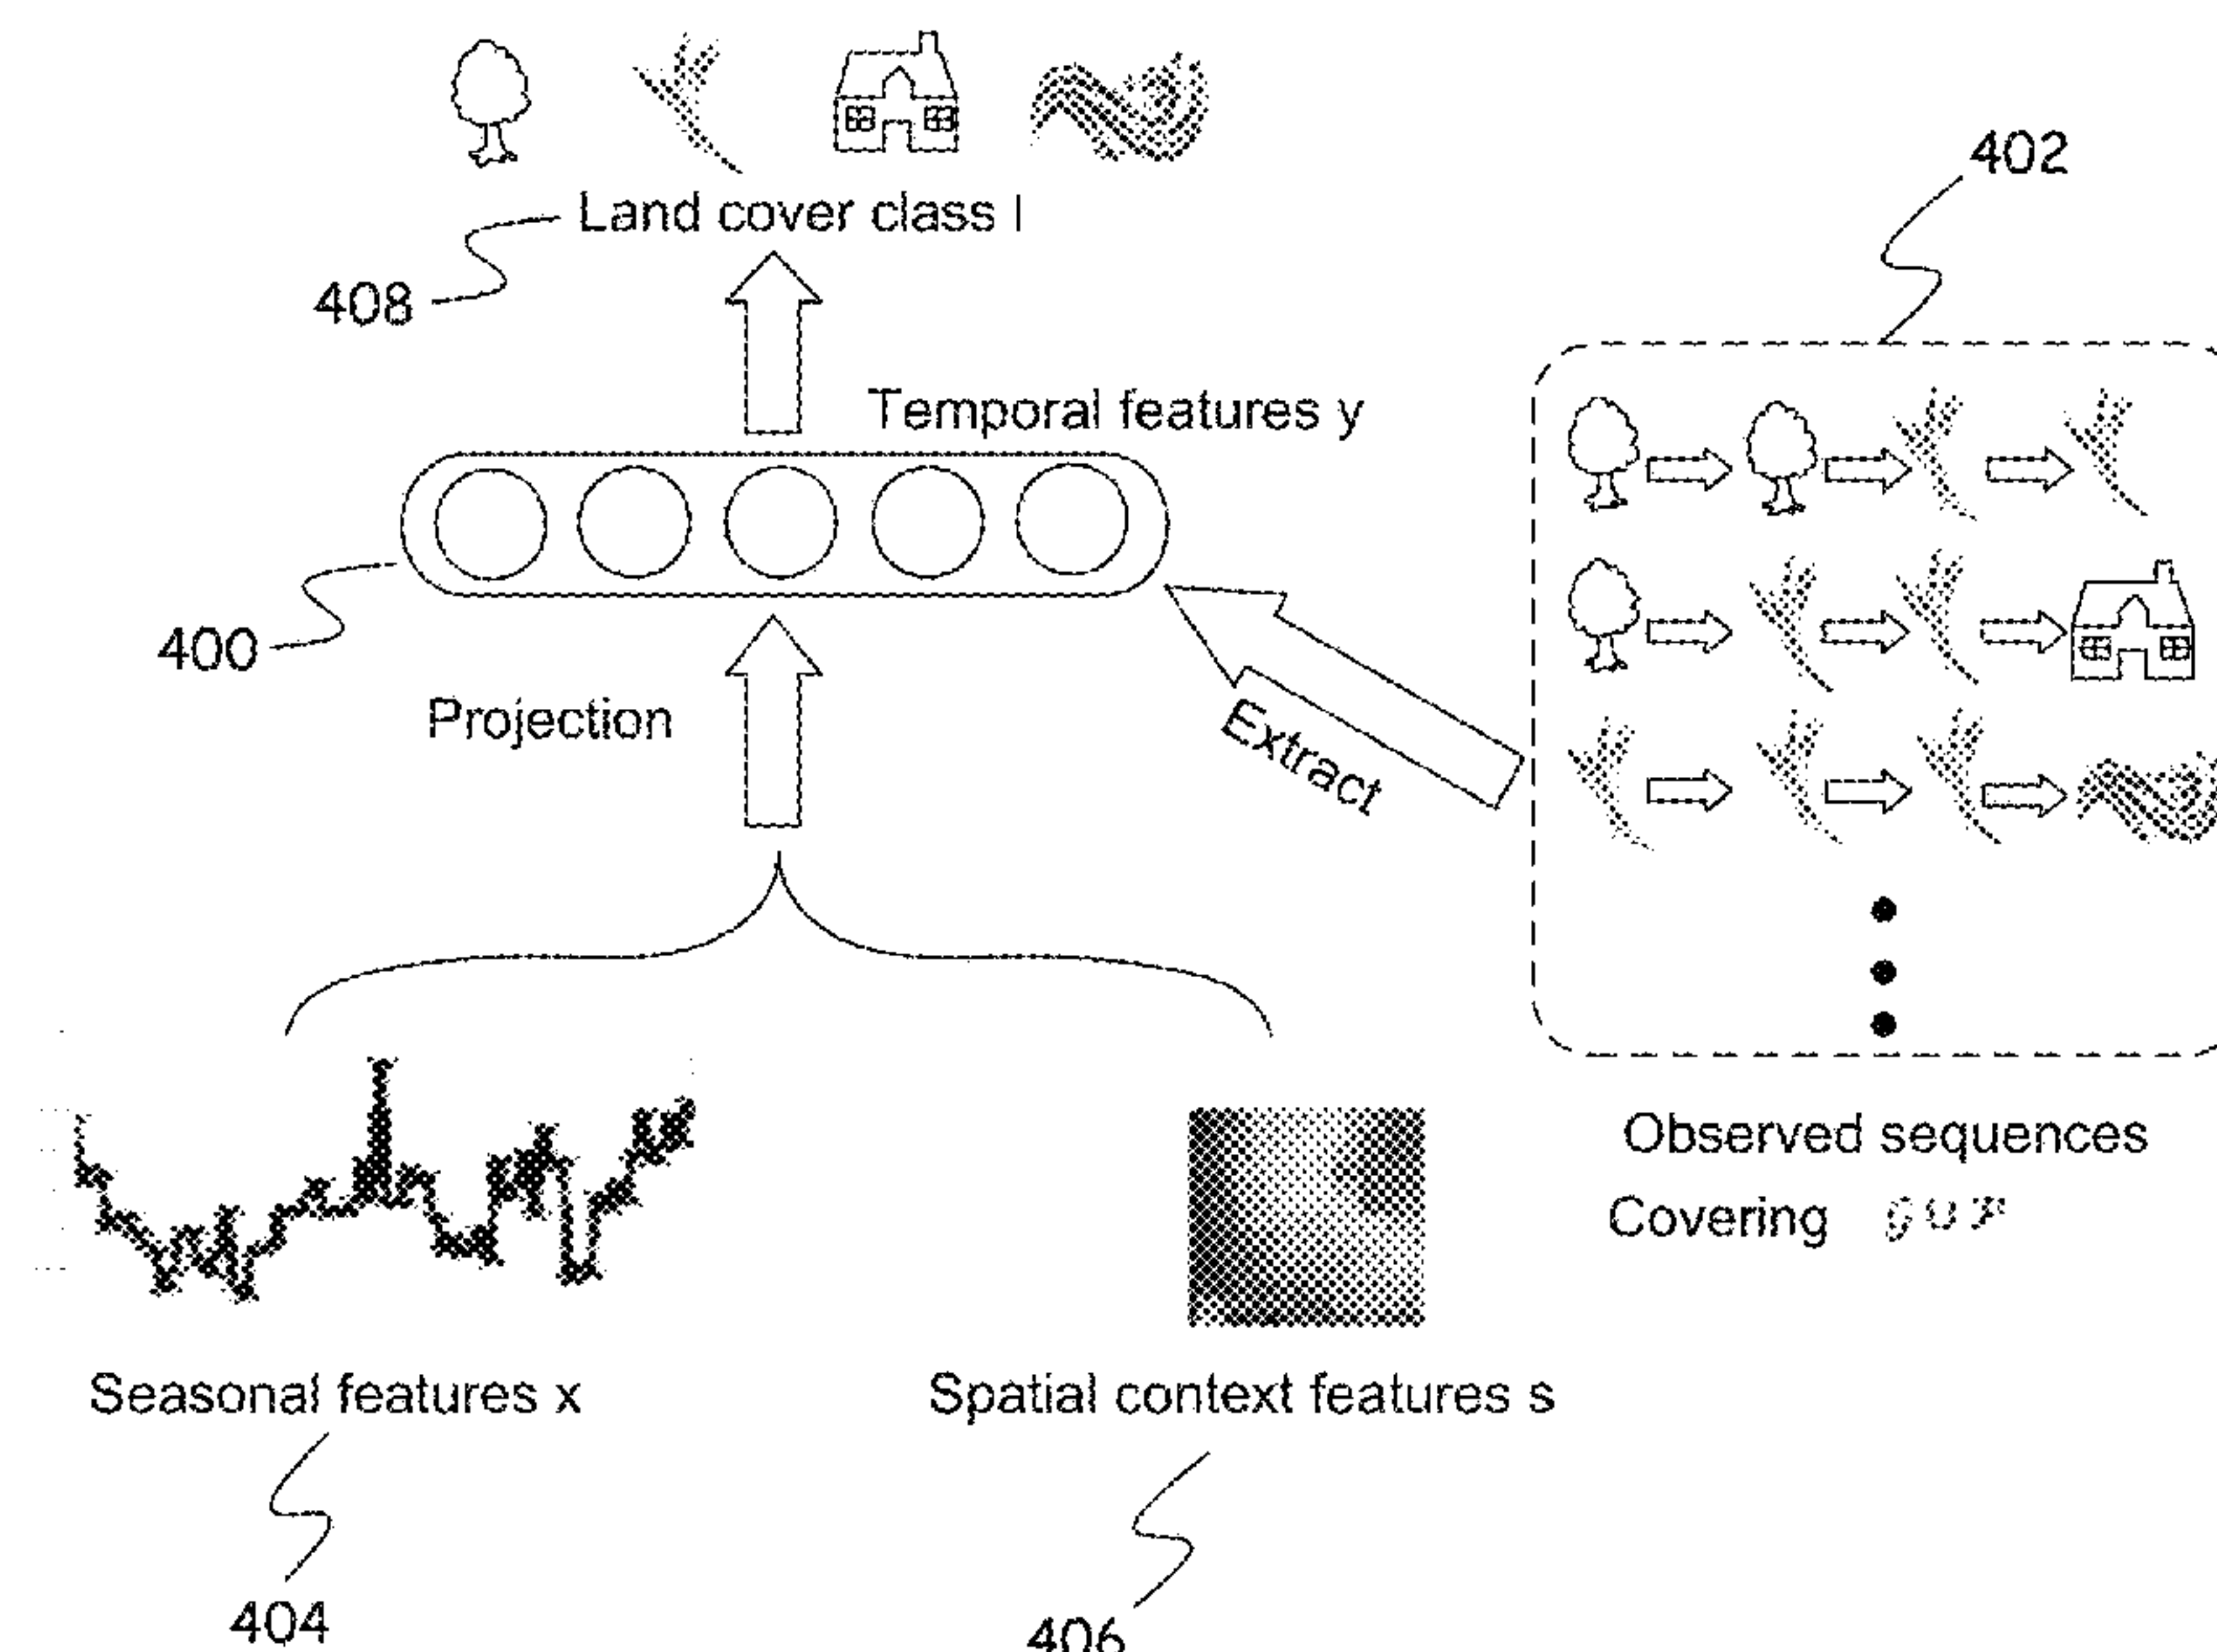 402
Land cover class l
408
Temporal features y
400
Projection
Extract
Observed sequences
Covering
Seasonal features x
Spatial context features s
404
406